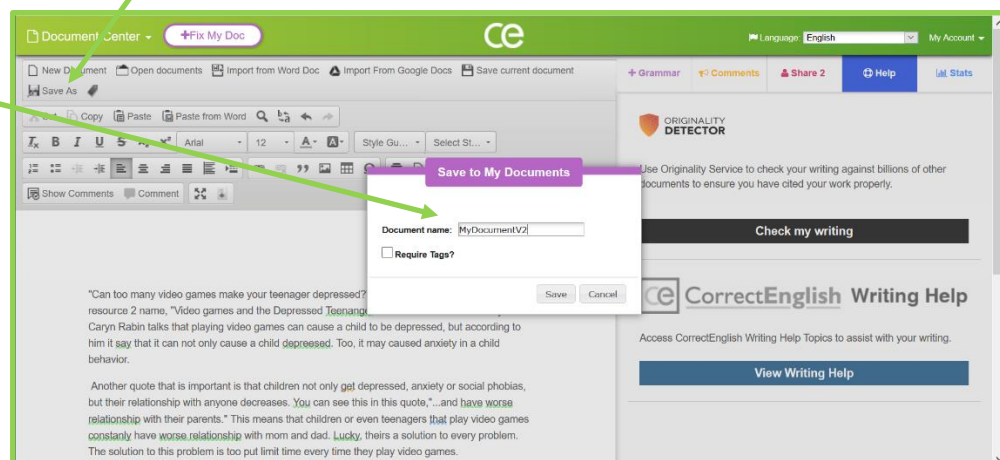 Document Center
+Fix My Doc
ce
Language: English
My Account
New Document Open documents Import from Word Doc Import From Google Docs Save current document
Save As
+ Grammar Comments Share 2 Help Stats
Cut Copy Paste Paste from Word
B I U S X₂ X² Arial 12 A A Style Gu... Select St...
Show Comments Comment
ORIGINALITY
DETECTOR
Use Originality Service to check your writing against billions of other
documents to ensure you have cited your work properly.
Check my writing
ce CorrectEnglish Writing Help
Access CorrectEnglish Writing Help Topics to assist with your writing.
View Writing Help
Save to My Documents
Document name: MyDocumentV2
Require Tags?
Save Cancel
"Can too many video games make your teenager depressed?
resource 2 name, "Video games and the Depressed
Caryn Rabin talks that playing video games can cause a child to be depressed, but according to
him it say that it can not only cause a child depreesed. Too, it may caused anxiety in a child
behavior.
Another quote that is important is that children not only get depressed, anxiety or social phobias,
but their relationship with anyone decreases. You can see this in this quote,"...and have worse
relationship with their parents." This means that children or even teenagers that play video games
constanly have worse relationship with mom and dad. Lucky, theirs a solution to every problem.
The solution to this problem is too put limit time every time they play video games.